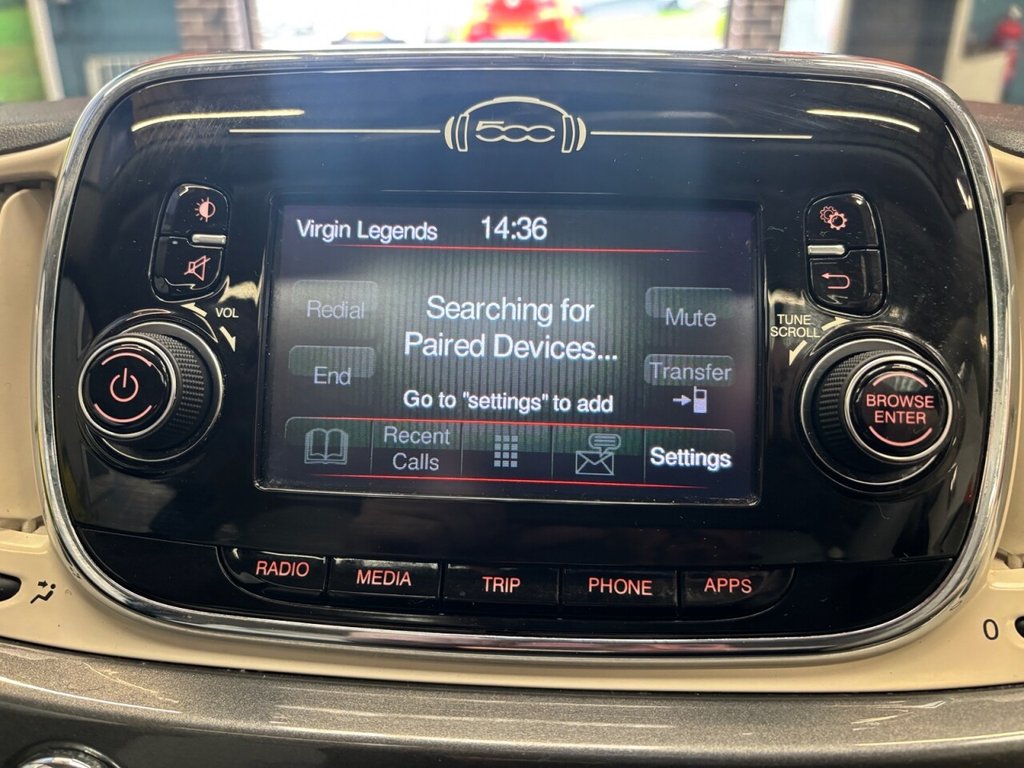 500
Virgin Legends 14:36
Redial
Searching for
Paired Devices...
Mute
End
Transfer
Go to "settings" to add
Recent
Calls
Settings
VOL
TUNE
SCROLL
BROWSE
ENTER
RADIO MEDIA TRIP PHONE APPS
0